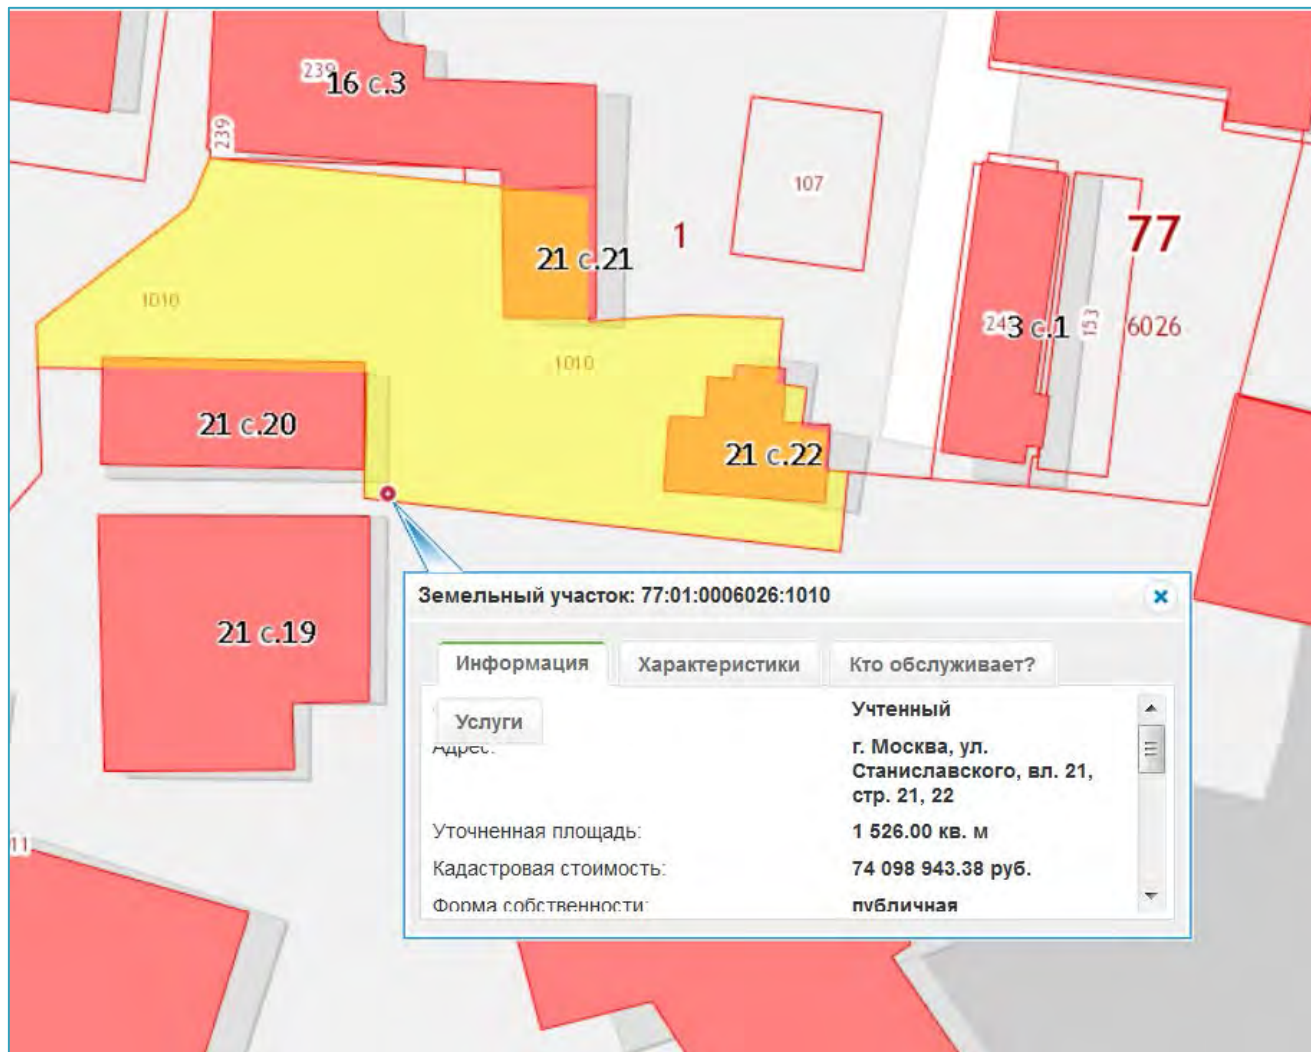 239
16 с.3
239
107
1
77
21 с.21
1010
243 с.1
153
6026
1010
21 с.20
21 с.22
21 с.19
11
Земельный участок: 77:01:0006026:1010
Информация
Характеристики
Кто обслуживает?
Услуги
Учтенный
Адрес:
г. Москва, ул.
Станиславского, вл. 21,
стр. 21, 22
Уточненная площадь:
1 526.00 кв. м
Кадастровая стоимость:
74 098 943.38 руб.
Форма собственности:
публичная